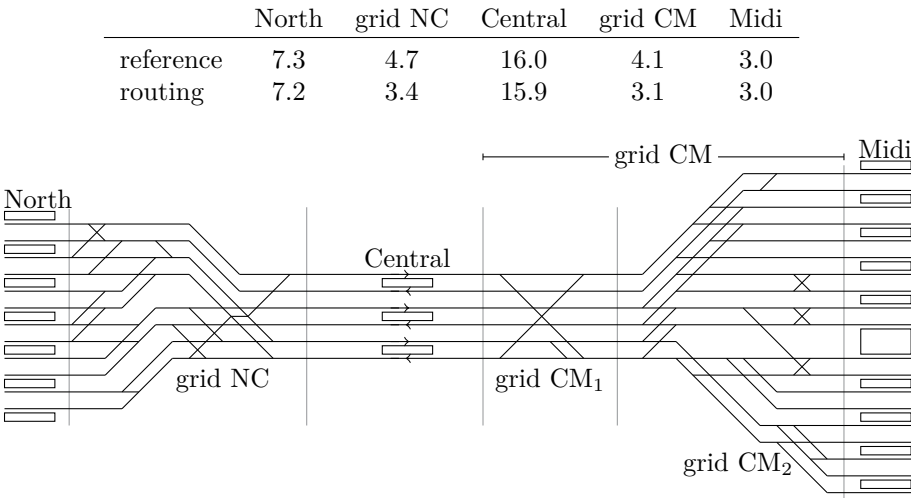 North grid NC Central grid CM Midi
reference 7.3 4.7 16.0 4.1 3.0
routing 7.2 3.4 15.9 3.1 3.0
grid CM
Midi
North
Central
grid NC
grid CM₁
grid CM₂